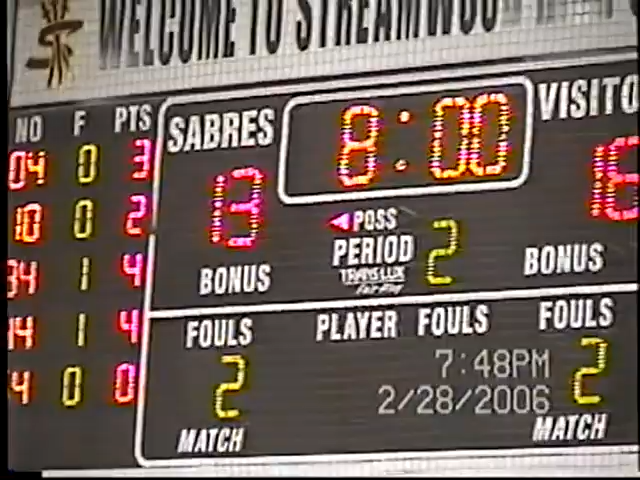 WELCOME TO STREAMWOO
NO F PTS SABRES 8:00 VISITO
04 0 3
10 0 2 13 16
POSS
34 1 4 BONUS PERIOD 2 BONUS
TRANS-LUX
Fair-Play
14 1 4 FOULS PLAYER FOULS FOULS
4 0 0 2 7:48PM 2
2/28/2006
MATCH MATCH